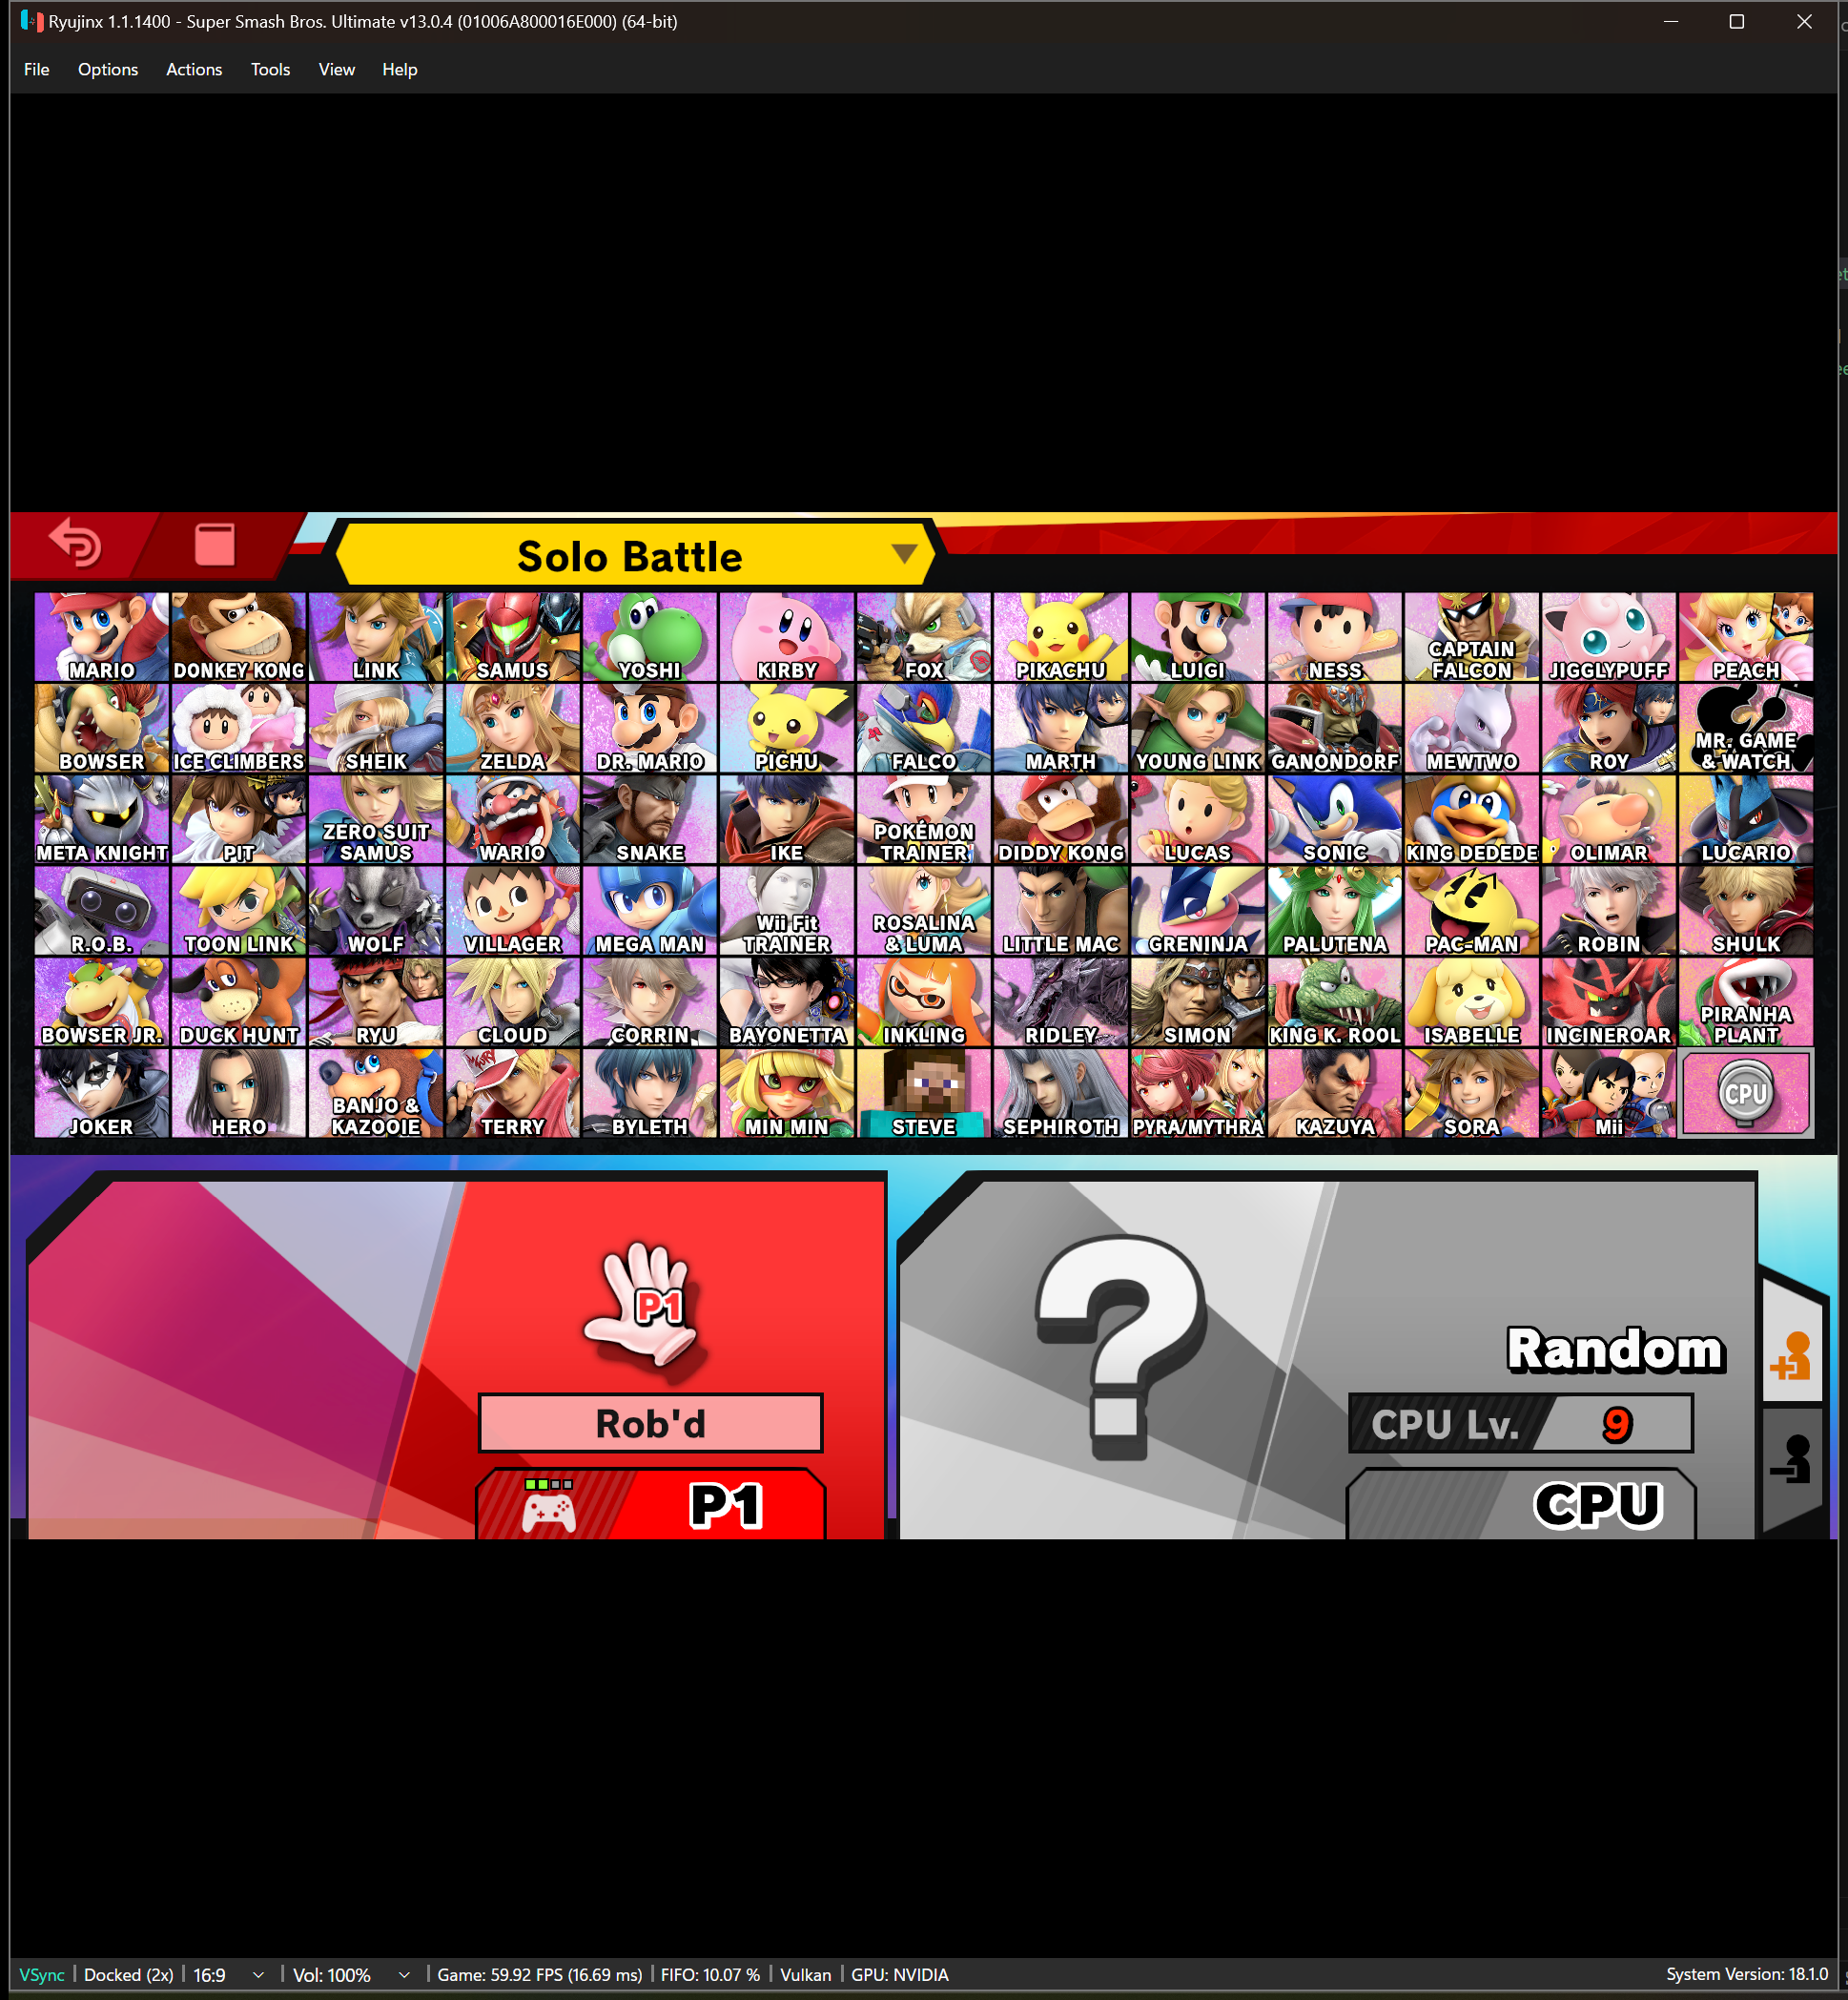 Ryujinx 1.1.1400 - Super Smash Bros. Ultimate v13.0.4 (01006A800016E000) (64-bit)
File Options Actions Tools View Help
Solo Battle
MARIO DONKEY KONG LINK SAMUS YOSHI KIRBY FOX PIKACHU LUIGI NESS CAPTAIN FALCON JIGGLYPUFF PEACH
BOWSER ICE CLIMBERS SHEIK ZELDA DR. MARIO PICHU FALCO MARTH YOUNG LINK GANONDORF MEWTWO ROY MR. GAME & WATCH
META KNIGHT PIT ZERO SUIT SAMUS WARIO SNAKE IKE POKÉMON TRAINER DIDDY KONG LUCAS SONIC KING DEDEDE OLIMAR LUCARIO
R.O.B. TOON LINK WOLF VILLAGER MEGA MAN Wii Fit TRAINER ROSALINA & LUMA LITTLE MAC GRENINJA PALUTENA PAC-MAN ROBIN SHULK
BOWSER JR. DUCK HUNT RYU CLOUD CORRIN BAYONETTA INKLING RIDLEY SIMON KING K. ROOL ISABELLE INCINEROAR PIRANHA PLANT
JOKER HERO BANJO & KAZOOIE TERRY BYLETH MIN MIN STEVE SEPHIROTH PYRA/MYTHRA KAZUYA SORA Mii CPU
P1
Rob'd
P1
Random
CPU Lv. 9
CPU
VSync Docked (2x) 16:9 Vol: 100% Game: 59.92 FPS (16.69 ms) FIFO: 10.07 % Vulkan GPU: NVIDIA System Version: 18.1.0